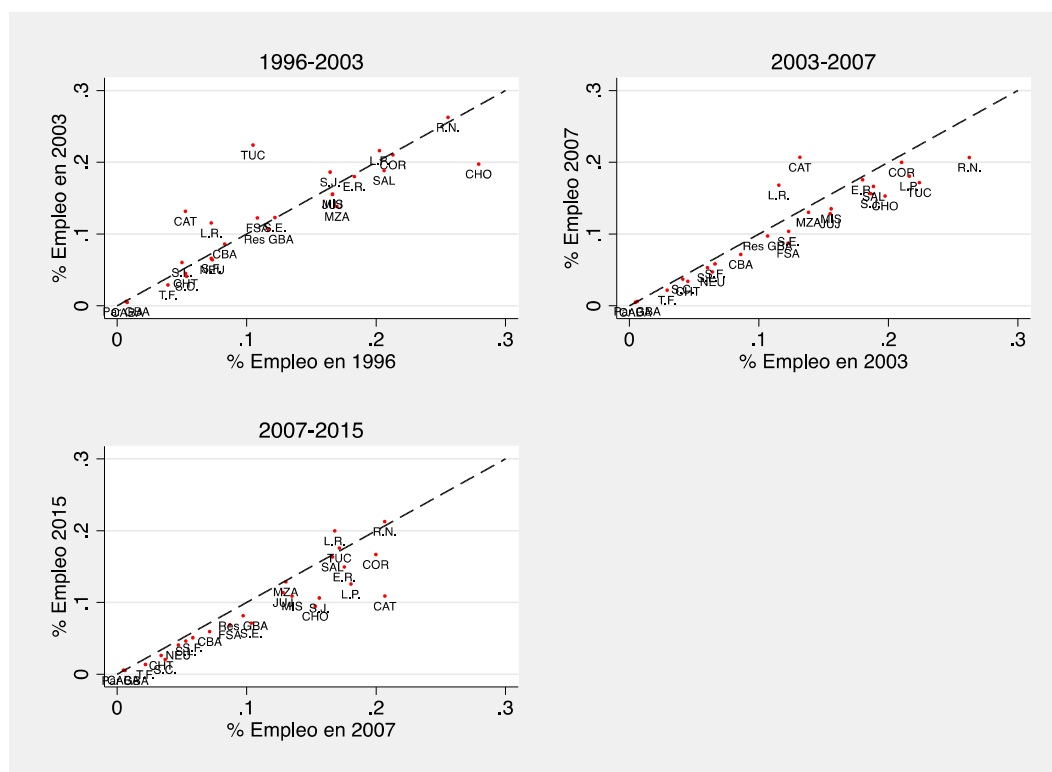 1996-2003
% Empleo en 2003
.3
.2
.1
0
R.N.
TUC
L.P.
COR
CHO
SAL
S.J.
E.R.
MZA
CAT
L.R.
FSA
S.E.
Res GBA
CBA
S.F.
NEU
S.L.
CHT
S.C.
T.F.
0
.1
.2
.3
% Empleo en 1996
2003-2007
% Empleo 2007
.3
.2
.1
0
CAT
R.N.
COR
L.R.
L.P.
TUC
E.R.
SAL
S.J.
CHO
MZA
MIS
JUJ
Res GBA
S.E.
FSA
CBA
S.F.
NEU
S.C.
CHT
T.F.
0
.1
.2
.3
% Empleo en 2003
2007-2015
% Empleo 2015
.3
.2
.1
0
R.N.
L.R.
TUC
COR
SAL
E.R.
L.P.
CAT
MZA
JUJ
MIS
S.J.
CHO
Res GBA
FSA
S.E.
CBA
S.F.
NEU
CHT
S.C.
T.F.
0
.1
.2
.3
% Empleo en 2007